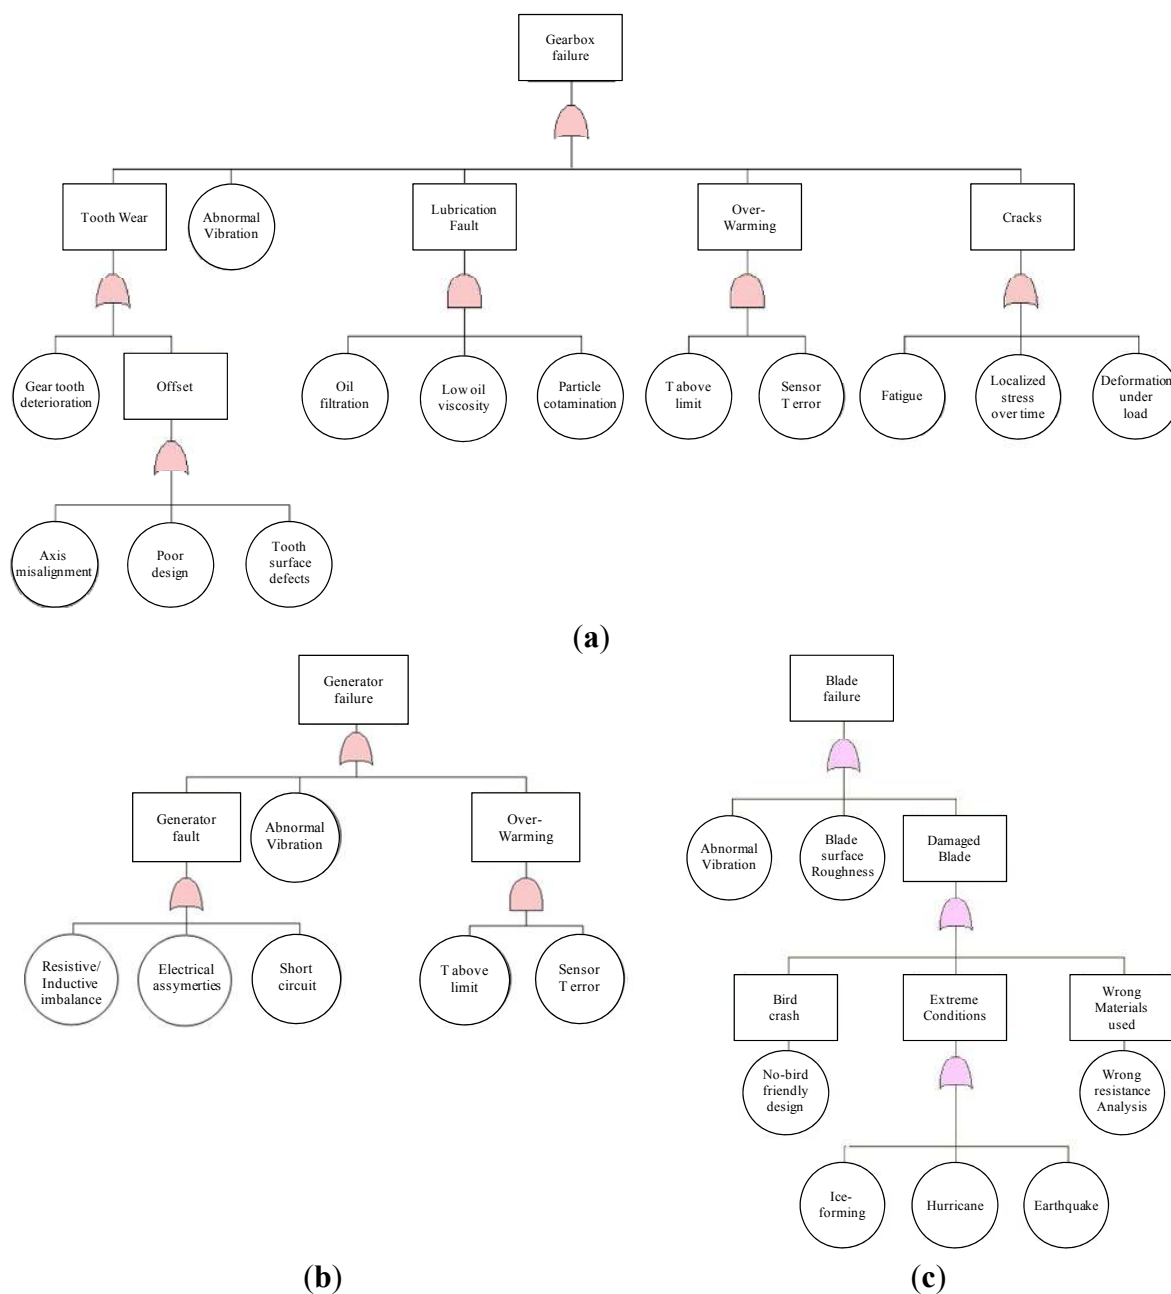 Gearbox
failure
Tooth Wear
Abnormal
Vibration
Lubrication
Fault
Over-
Warming
Cracks
Gear tooth
deterioration
Offset
Oil
filtration
Low oil
viscosity
Particle
cotamination
T above
limit
Sensor
T error
Fatigue
Localized
stress
over time
Deformation
under
load
Axis
misalignment
Poor
design
Tooth
surface
defects
(a)
Generator
failure
Generator
fault
Abnormal
Vibration
Over-
Warming
Resistive/
Inductive
imbalance
Electrical
assymerties
Short
circuit
T above
limit
Sensor
T error
(b)
Blade
failure
Abnormal
Vibration
Blade
surface
Roughness
Damaged
Blade
Bird
crash
Extreme
Conditions
Wrong
Materials
used
No-bird
friendly
design
Wrong
resistance
Analysis
Ice-
forming
Hurricane
Earthquake
(c)